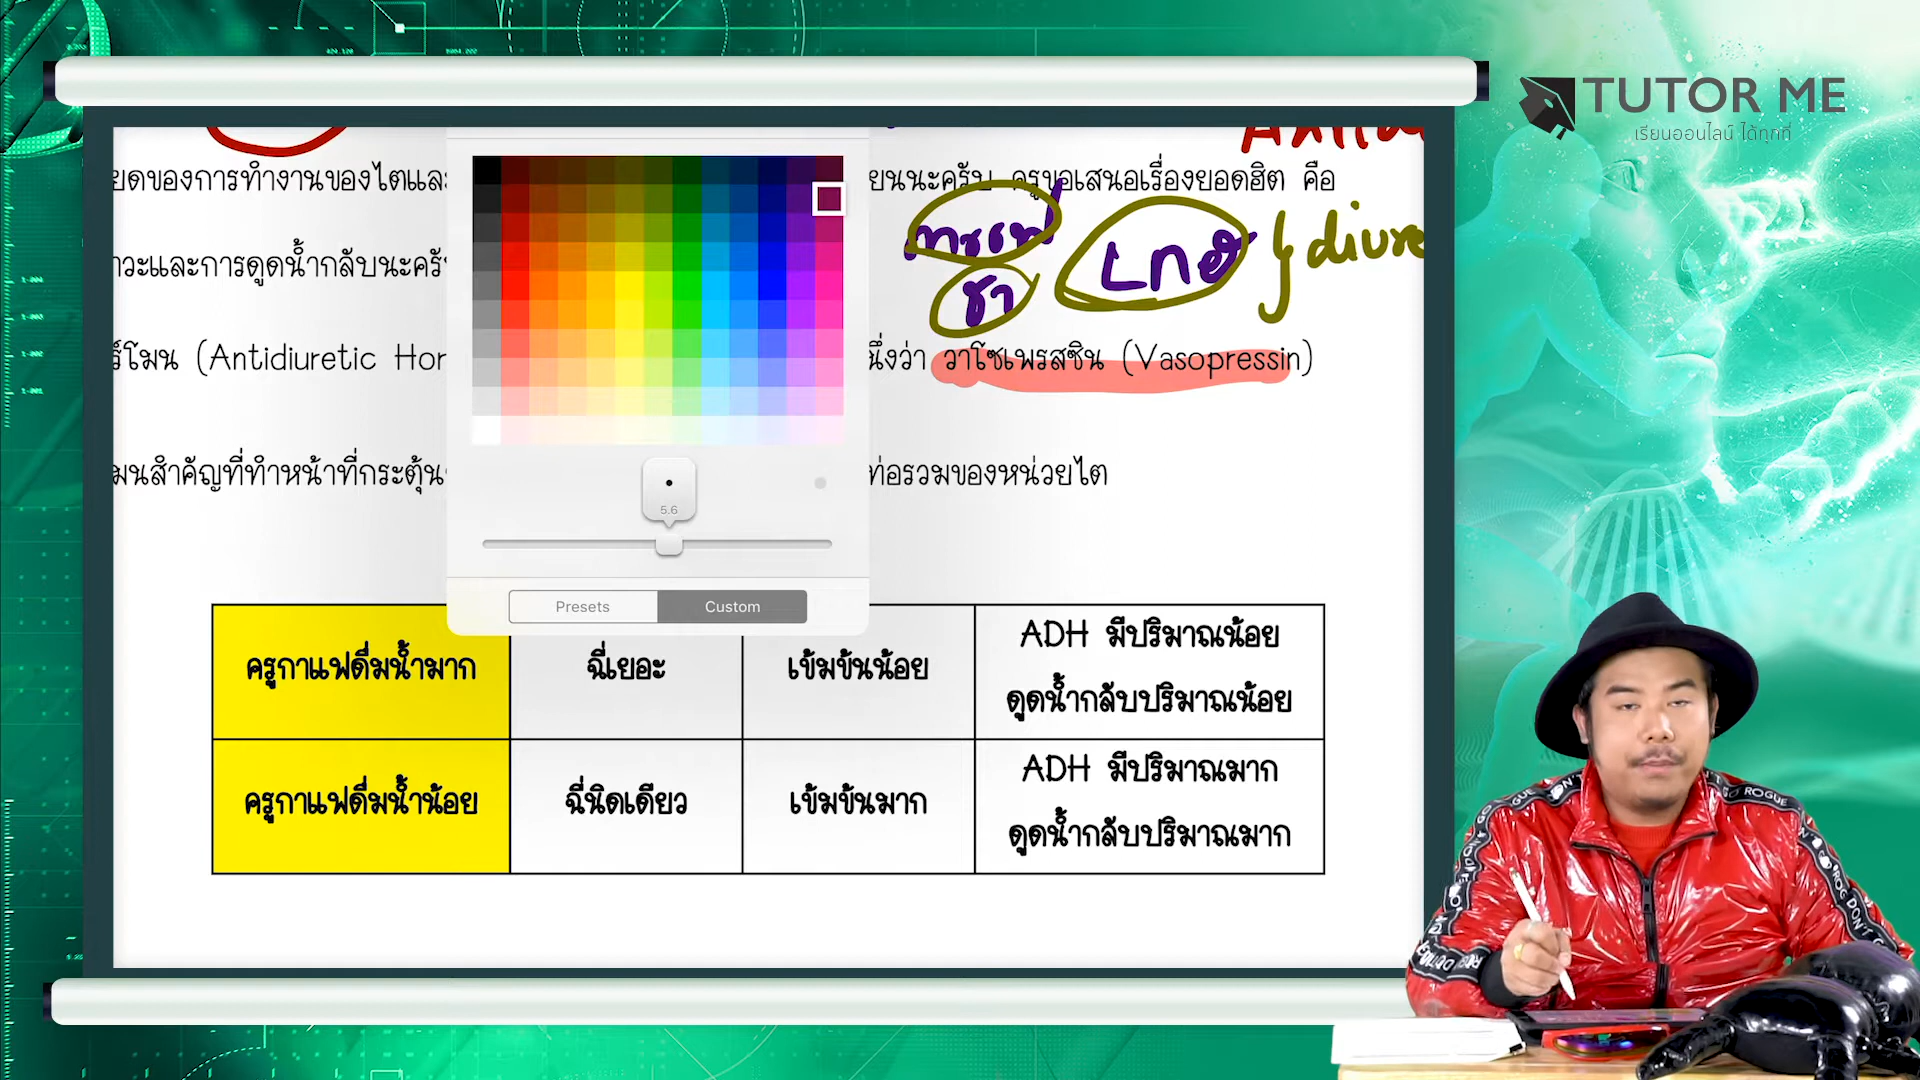 TUTOR ME
เรียนออนไลน์ ได้ทุกที่
ยดของการทำงานของไตและ ยนนะครับ ครูขอเสนอเรื่องยอดฮิต คือ
กาแฟ
ชา
เกฮ
diure
าวะและการดูดน้ำกลับนะครั
ร์โมน (Antidiuretic Hor นึ่งว่า วาโซเพรสซิน (Vasopressin)
มนสำคัญที่ทำหน้าที่กระตุ้น ท่อรวมของหน่วยไต
5.6
Presets Custom
ครูกาแฟดื่มน้ำมาก ฉี่เยอะ เข้มข้นน้อย ADH มีปริมาณน้อย
ดูดน้ำกลับปริมาณน้อย
ครูกาแฟดื่มน้ำน้อย ฉี่นิดเดียว เข้มข้นมาก ADH มีปริมาณมาก
ดูดน้ำกลับปริมาณมาก